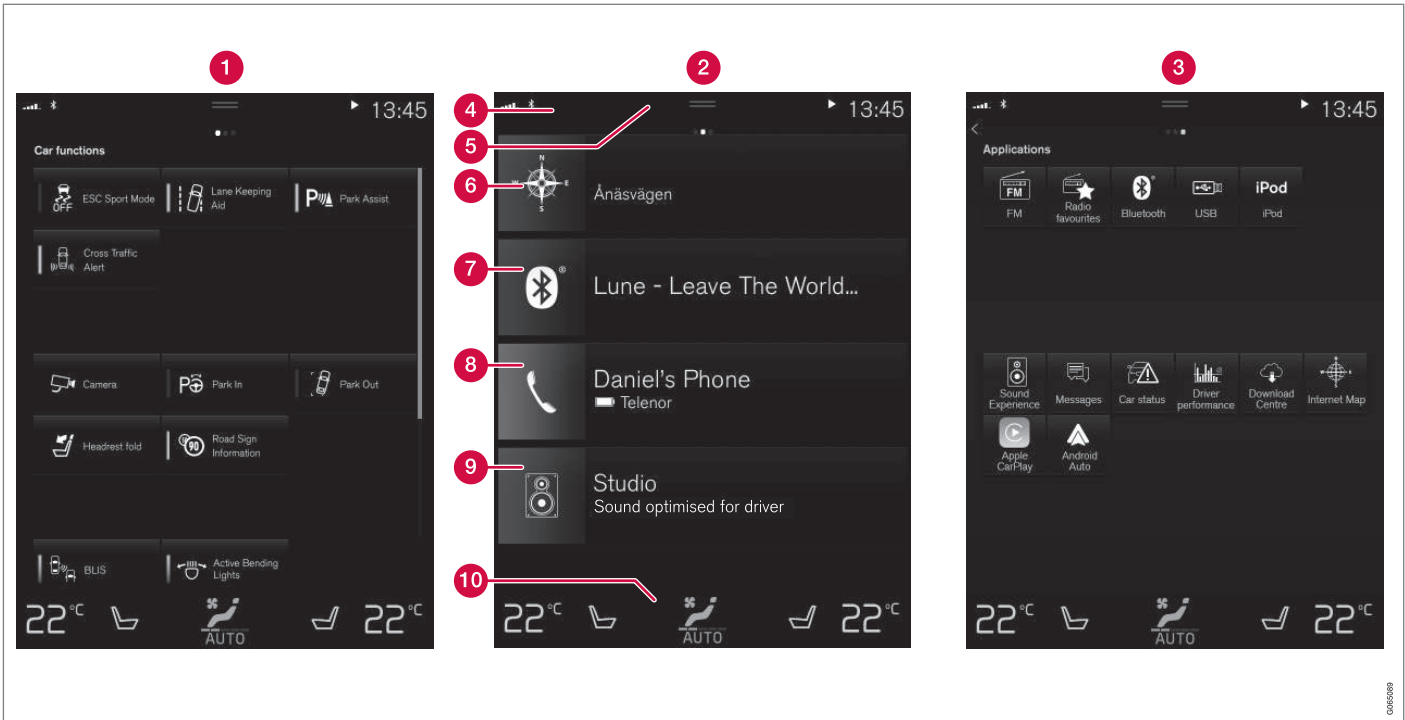 1
2
3
13:45
Car functions
ESC Sport Mode
OFF
Lane Keeping
Aid
Park Assist
Cross Traffic
Alert
Camera
Park In
Park Out
Headrest fold
90
Road Sign
Information
BLIS
Active Bending
Lights
22°C
AUTO
22°C
4
5
6
7
8
9
10
13:45
N
W
E
S
Ånäsvägen
Lune - Leave The World...
Daniel's Phone
Telenor
Studio
Sound optimised for driver
22°C
AUTO
22°C
13:45
Applications
FM
FM
Radio
favourites
Bluetooth
USB
iPod
iPod
Sound
Experience
Messages
Car status
Driver
performance
Download
Centre
Internet Map
Apple
CarPlay
Android
Auto
22°C
AUTO
22°C
G065089